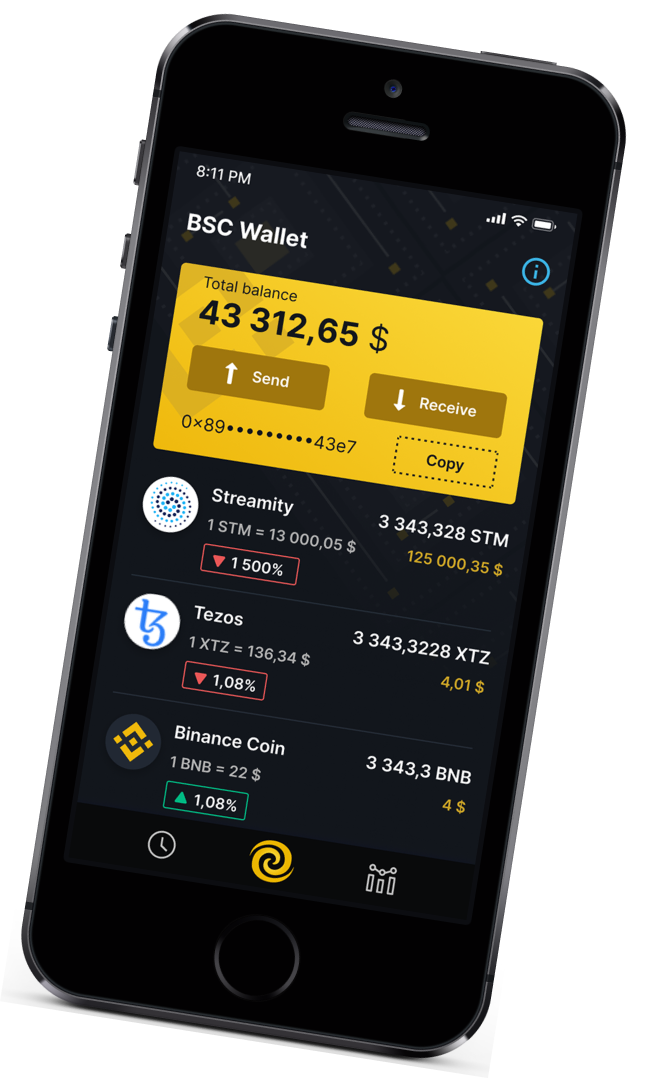 8:11 PM
BSC Wallet
Total balance
43 312,65 $
Send
Receive
0×89•••••••••43e7
Copy
Streamity
3 343,328 STM
1 STM = 13 000,05 $
125 000,35 $
1 500%
Tezos
3 343,3228 XTZ
1 XTZ = 136,34 $
4,01 $
1,08%
Binance Coin
3 343,3 BNB
1 BNB = 22 $
4 $
1,08%